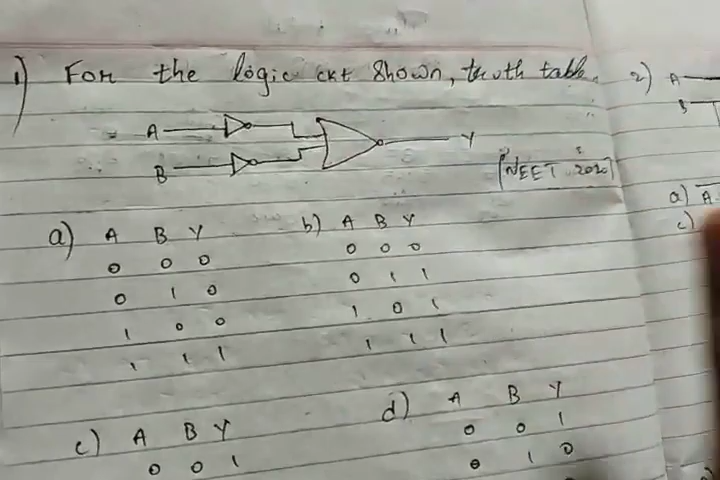 1) For the logic ckt shown, truth table.
A
B
Y
[NEET 2020]
a) A B Y
0 0 0
0 1 0
1 0 0
1 1 1
b) A B Y
0 0 0
0 1 1
1 0 1
1 1 1
c) A B Y
0 0 1
d) A B Y
0 0 1
0 1 0
2) A
B
a) A
c)